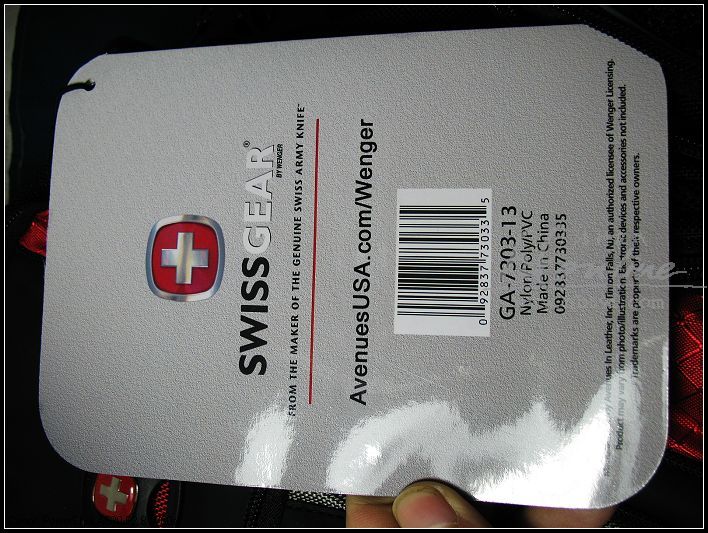 SWISSGEAR®
BY WENGER
FROM THE MAKER OF THE GENUINE SWISS ARMY KNIFE™
AvenuesUSA.com/Wenger
0 92837 73033 5
GA-7303-13
Nylon/Poly/PVC
Made in China
092837730335
by Avenues In Leather, Inc., Tinton Falls, NJ, an authorized licensee of Wenger Licensing.
Product may vary from photo/illustration. Electronic devices and accessories not included.
Trademarks are property of their respective owners.